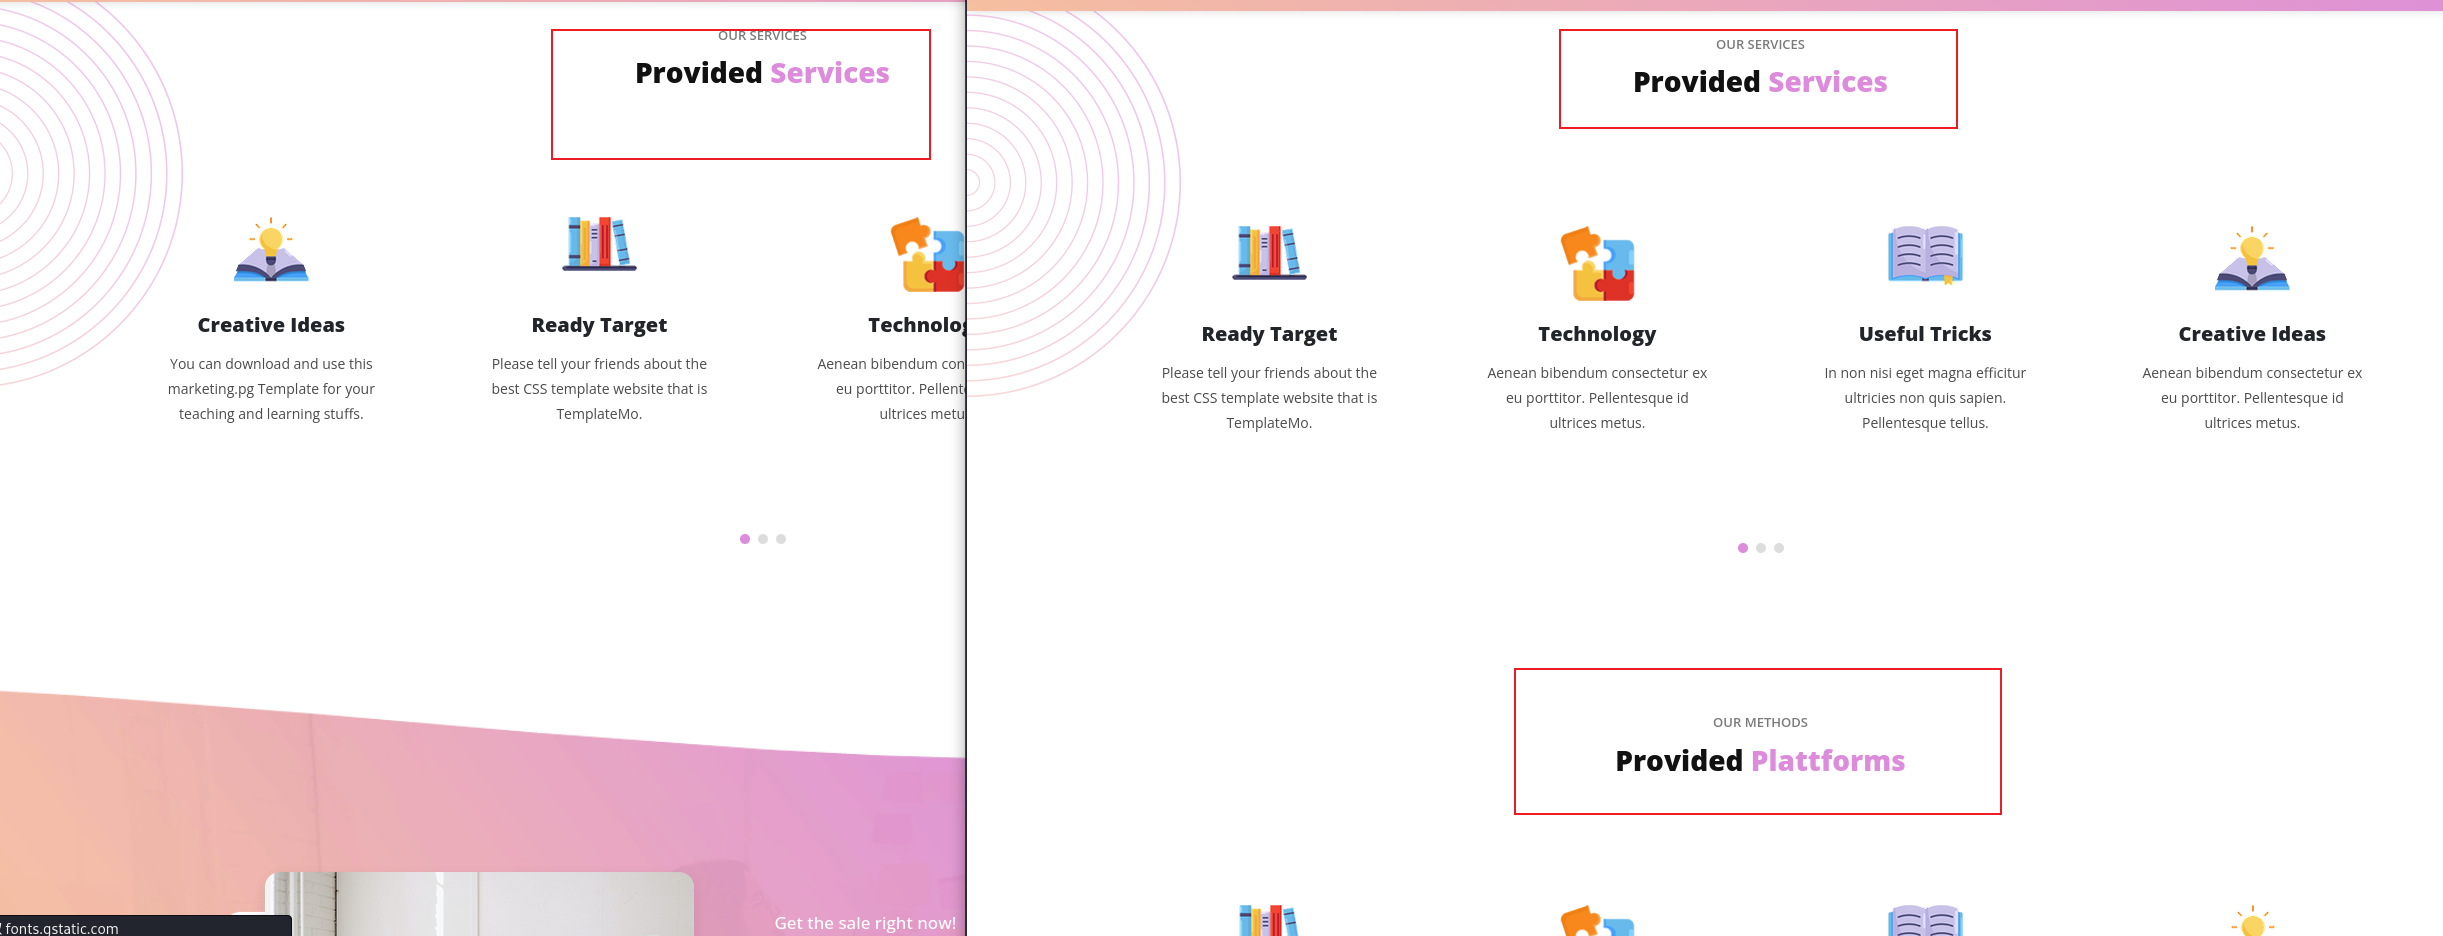 OUR SERVICES
Provided Services
Creative Ideas
You can download and use this
marketing.pg Template for your
teaching and learning stuffs.
Ready Target
Please tell your friends about the
best CSS template website that is
TemplateMo.
Technolog
Aenean bibendum con
eu porttitor. Pellent
ultrices metu
Get the sale right now!
fonts.gstatic.com
OUR SERVICES
Provided Services
Ready Target
Please tell your friends about the
best CSS template website that is
TemplateMo.
Technology
Aenean bibendum consectetur ex
eu porttitor. Pellentesque id
ultrices metus.
Useful Tricks
In non nisi eget magna efficitur
ultricies non quis sapien.
Pellentesque tellus.
Creative Ideas
Aenean bibendum consectetur ex
eu porttitor. Pellentesque id
ultrices metus.
OUR METHODS
Provided Plattforms